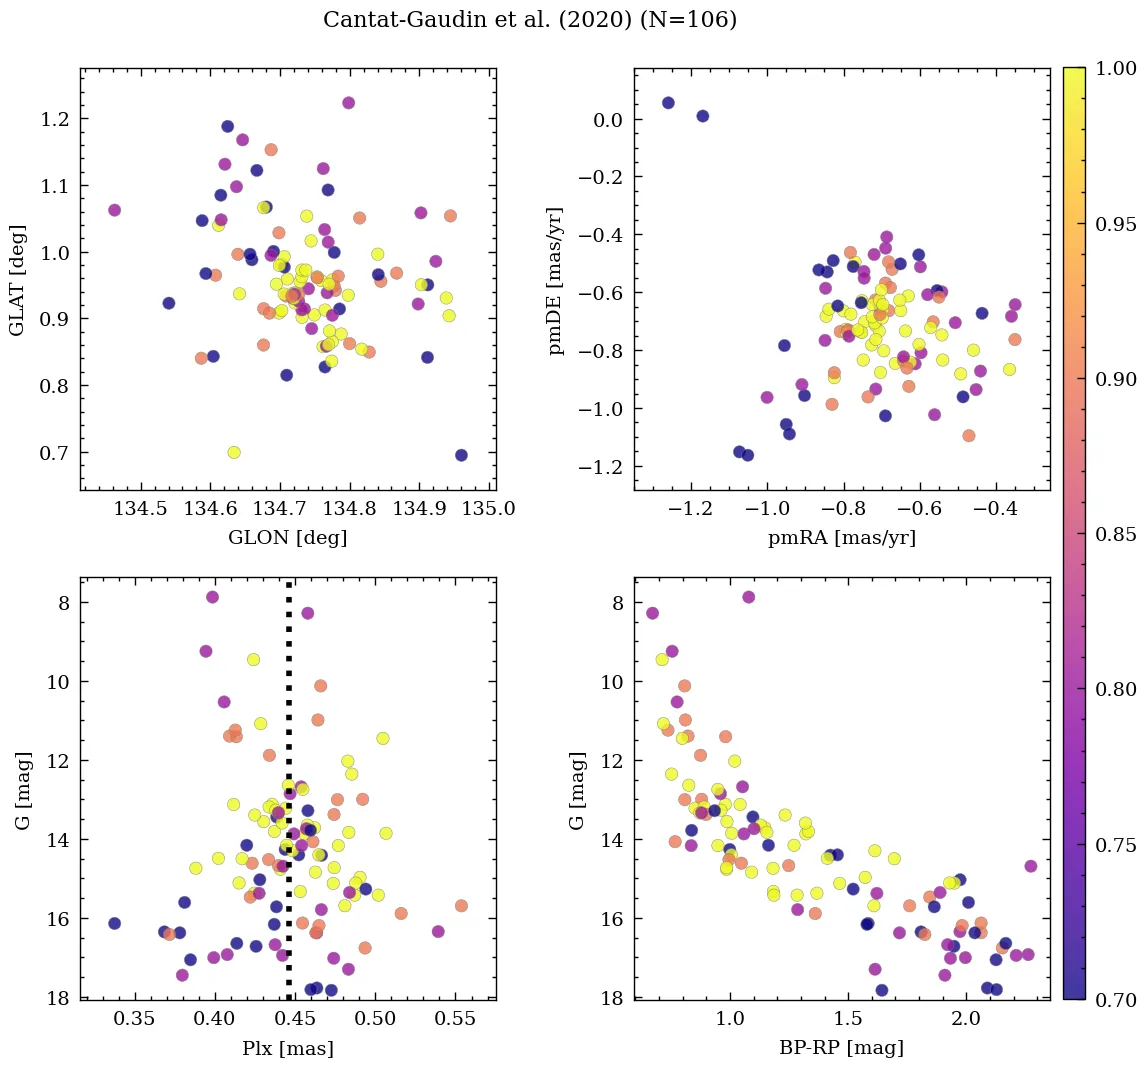 Cantat-Gaudin et al. (2020) (N=106)
1.2
1.1
1.0
0.9
0.8
0.7
GLAT [deg]
134.5 134.6 134.7 134.8 134.9 135.0
GLON [deg]
0.0
−0.2
−0.4
−0.6
−0.8
−1.0
−1.2
pmDE [mas/yr]
−1.2 −1.0 −0.8 −0.6 −0.4
pmRA [mas/yr]
8
10
12
14
16
18
G [mag]
0.35 0.40 0.45 0.50 0.55
Plx [mas]
8
10
12
14
16
18
G [mag]
1.0 1.5 2.0
BP-RP [mag]
1.00
0.95
0.90
0.85
0.80
0.75
0.70